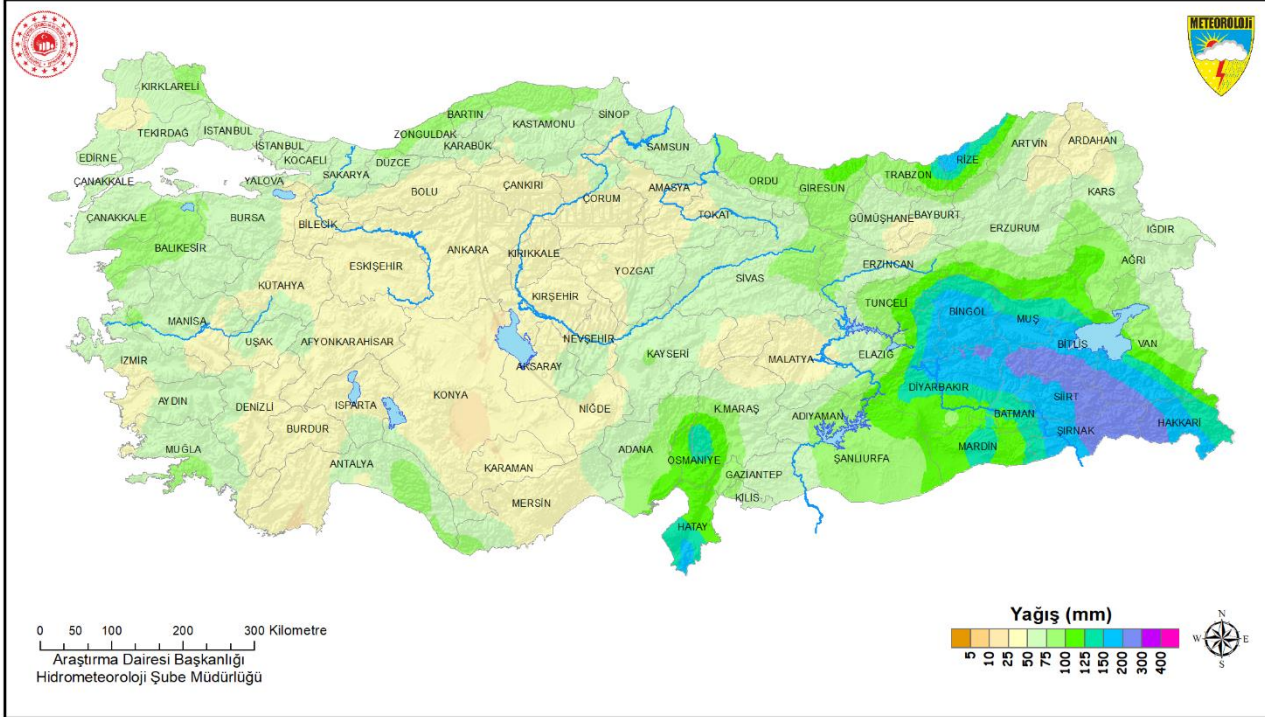 METEOROLOJİ
KIRKLARELİ
TEKİRDAĞ
İSTANBUL
EDİRNE
İSTANBUL
KOCAELİ
ÇANAKKALE
YALOVA
SAKARYA
DÜZCE
ZONGULDAK
BARTIN
KARABÜK
KASTAMONU
SİNOP
SAMSUN
ORDU
GİRESUN
TRABZON
RİZE
ARTVİN
ARDAHAN
KARS
ÇANAKKALE
BURSA
BİLECİK
BOLU
ÇANKIRI
ÇORUM
AMASYA
TOKAT
GÜMÜŞHANE
BAYBURT
ERZURUM
IĞDIR
BALIKESİR
ESKİŞEHİR
ANKARA
KIRIKKALE
YOZGAT
SİVAS
ERZİNCAN
AĞRI
KÜTAHYA
KIRŞEHİR
TUNCELİ
BİNGÖL
MUŞ
MANİSA
UŞAK
AFYONKARAHİSAR
NEVŞEHİR
KAYSERİ
MALATYA
ELAZIĞ
BİTLİS
VAN
İZMİR
AKSARAY
AYDIN
DENİZLİ
ISPARTA
KONYA
NİĞDE
K.MARAŞ
ADIYAMAN
DİYARBAKIR
BATMAN
SİİRT
BURDUR
HAKKARİ
ŞIRNAK
MUĞLA
ANTALYA
KARAMAN
ADANA
OSMANİYE
GAZİANTEP
ŞANLIURFA
MARDİN
MERSİN
KİLİS
HATAY
0 50 100 200 300 Kilometre
Araştırma Dairesi Başkanlığı
Hidrometeoroloji Şube Müdürlüğü
Yağış (mm)
5 10 25 50 75 100 125 150 200 300 400
N
W E
S